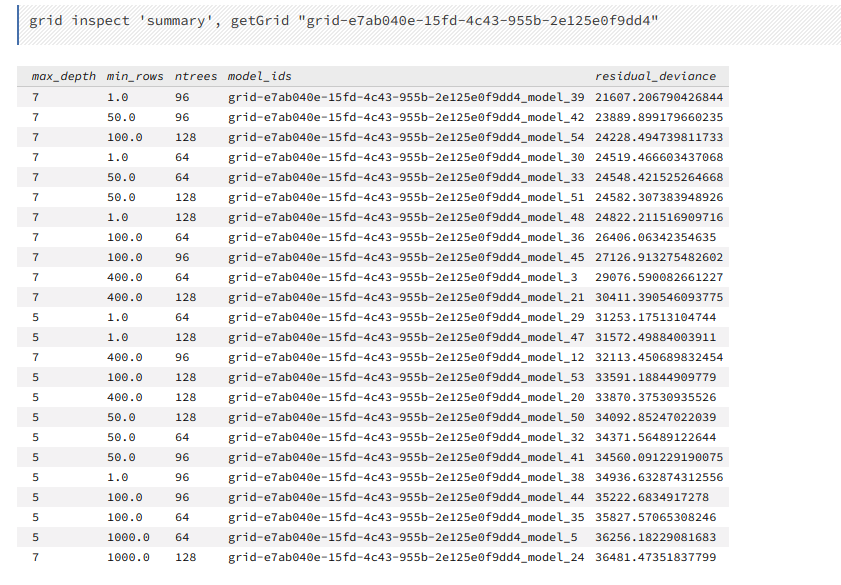 grid inspect 'summary', getGrid "grid-e7ab040e-15fd-4c43-955b-2e125e0f9dd4"
max_depth min_rows ntrees model_ids residual_deviance
7 1.0 96 grid-e7ab040e-15fd-4c43-955b-2e125e0f9dd4_model_39 21607.206790426844
7 50.0 96 grid-e7ab040e-15fd-4c43-955b-2e125e0f9dd4_model_42 23889.899179660235
7 100.0 128 grid-e7ab040e-15fd-4c43-955b-2e125e0f9dd4_model_54 24228.494739811733
7 1.0 64 grid-e7ab040e-15fd-4c43-955b-2e125e0f9dd4_model_30 24519.466603437068
7 50.0 64 grid-e7ab040e-15fd-4c43-955b-2e125e0f9dd4_model_33 24548.421525264668
7 50.0 128 grid-e7ab040e-15fd-4c43-955b-2e125e0f9dd4_model_51 24582.307383948926
7 1.0 128 grid-e7ab040e-15fd-4c43-955b-2e125e0f9dd4_model_48 24822.211516909716
7 100.0 64 grid-e7ab040e-15fd-4c43-955b-2e125e0f9dd4_model_36 26406.06342354635
7 100.0 96 grid-e7ab040e-15fd-4c43-955b-2e125e0f9dd4_model_45 27126.913275482602
7 400.0 64 grid-e7ab040e-15fd-4c43-955b-2e125e0f9dd4_model_3 29076.590082661227
7 400.0 128 grid-e7ab040e-15fd-4c43-955b-2e125e0f9dd4_model_21 30411.390546093775
5 1.0 64 grid-e7ab040e-15fd-4c43-955b-2e125e0f9dd4_model_29 31253.17513104744
5 1.0 128 grid-e7ab040e-15fd-4c43-955b-2e125e0f9dd4_model_47 31572.49884003911
7 400.0 96 grid-e7ab040e-15fd-4c43-955b-2e125e0f9dd4_model_12 32113.450689832454
5 100.0 128 grid-e7ab040e-15fd-4c43-955b-2e125e0f9dd4_model_53 33591.18844909779
5 400.0 128 grid-e7ab040e-15fd-4c43-955b-2e125e0f9dd4_model_20 33870.37530935526
5 50.0 128 grid-e7ab040e-15fd-4c43-955b-2e125e0f9dd4_model_50 34092.85247022039
5 50.0 64 grid-e7ab040e-15fd-4c43-955b-2e125e0f9dd4_model_32 34371.56489122644
5 50.0 96 grid-e7ab040e-15fd-4c43-955b-2e125e0f9dd4_model_41 34560.091229190075
5 1.0 96 grid-e7ab040e-15fd-4c43-955b-2e125e0f9dd4_model_38 34936.632874312556
5 100.0 96 grid-e7ab040e-15fd-4c43-955b-2e125e0f9dd4_model_44 35222.6834917278
5 100.0 64 grid-e7ab040e-15fd-4c43-955b-2e125e0f9dd4_model_35 35827.57065308246
5 1000.0 64 grid-e7ab040e-15fd-4c43-955b-2e125e0f9dd4_model_5 36256.18229081683
7 1000.0 128 grid-e7ab040e-15fd-4c43-955b-2e125e0f9dd4_model_24 36481.47351837799